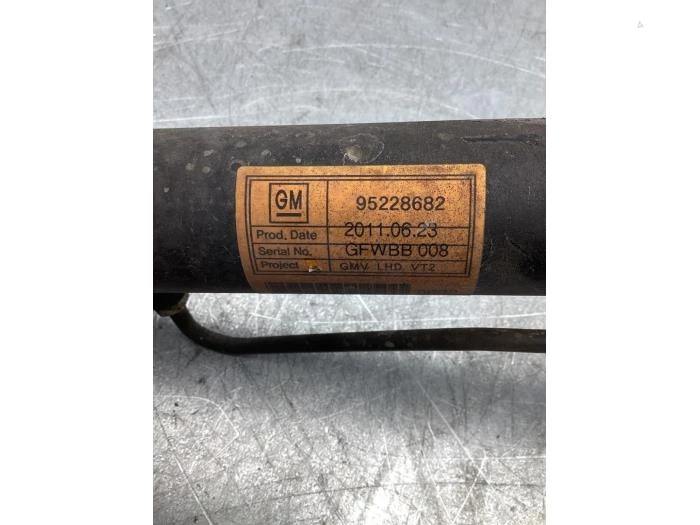 GM
95228682
Prod. Date 2011.06.23
Serial No. GFWBB 008
Project GMV LHD VT2